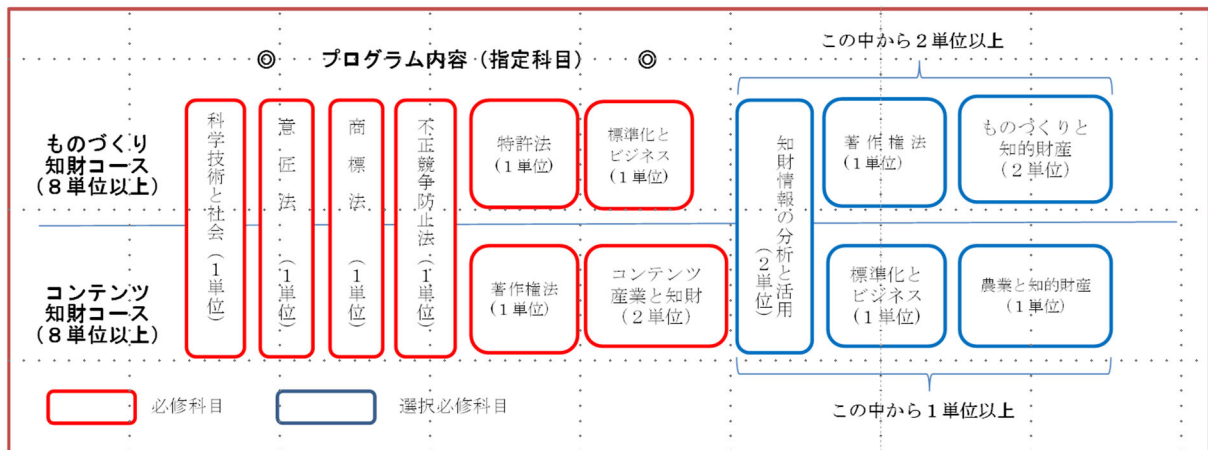 この中から２単位以上
◎ プログラム内容（指定科目） ◎
ものづくり
知財コース
（８単位以上）
科学技術と社会（１単位）
意匠法（１単位）
商標法（１単位）
不正競争防止法（１単位）
特許法
（１単位）
標準化と
ビジネス
（１単位）
知財情報の分析と活用
（２単位）
著作権法
（１単位）
ものづくりと
知的財産
（２単位）
コンテンツ
知財コース
（８単位以上）
著作権法
（１単位）
コンテンツ
産業と知財
（２単位）
標準化と
ビジネス
（１単位）
農業と知的財産
（１単位）
必修科目
選択必修科目
この中から１単位以上